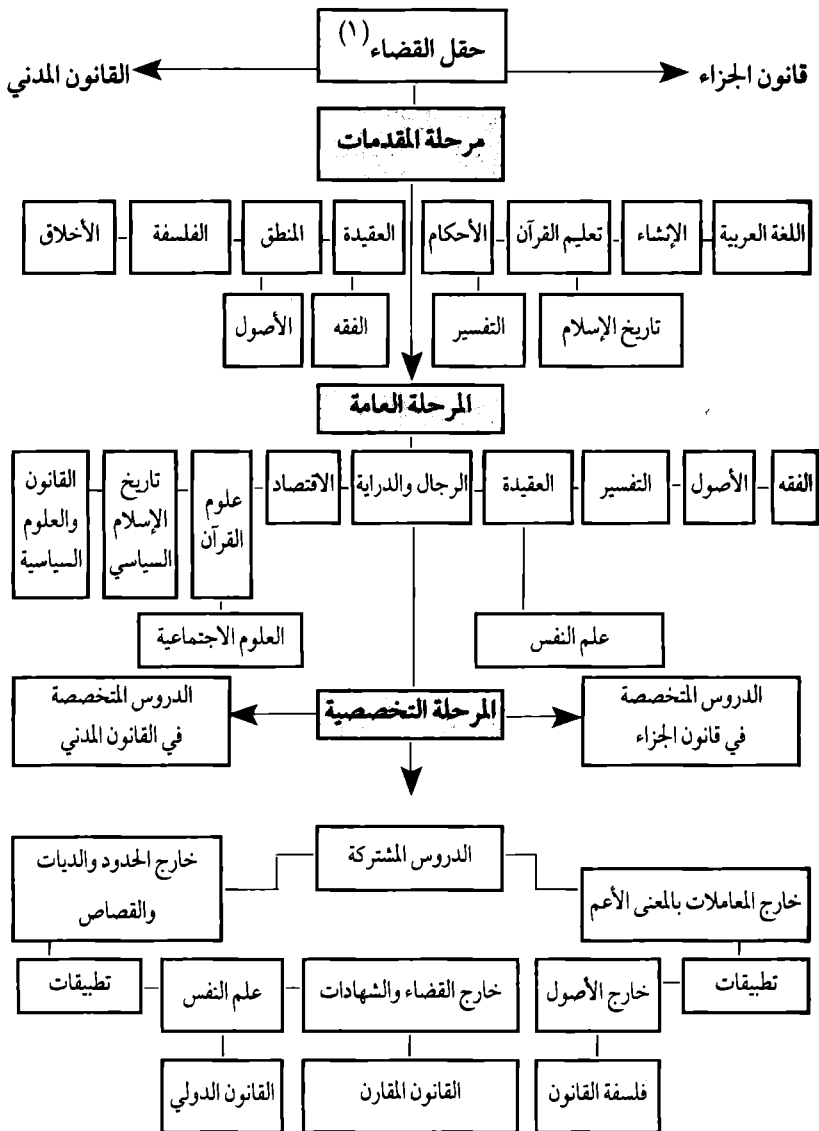 حقل القضاء (١)
قانون الجزاء
القانون المدني
مرحلة المقدمات
اللغة العربية
الإنشاء
تعليم القرآن
الأحكام
العقيدة
المنطق
الفلسفة
الأخلاق
تاريخ الإسلام
التفسير
الفقه
الأصول
المرحلة العامة
الفقه
الأصول
التفسير
العقيدة
الرجال والدراية
الاقتصاد
علوم
القرآن
تاريخ
الإسلام
السياسي
القانون
والعلوم
السياسية
علم النفس
العلوم الاجتماعية
المرحلة التخصصية
الدروس المتخصصة
في قانون الجزاء
الدروس المتخصصة
في القانون المدني
الدروس المشتركة
خارج المعاملات بالمعنى الأعم
خارج الحدود والديات
والقصاص
تطبيقات
خارج الأصول
خارج القضاء والشهادات
علم النفس
تطبيقات
فلسفة القانون
القانون المقارن
القانون الدولي